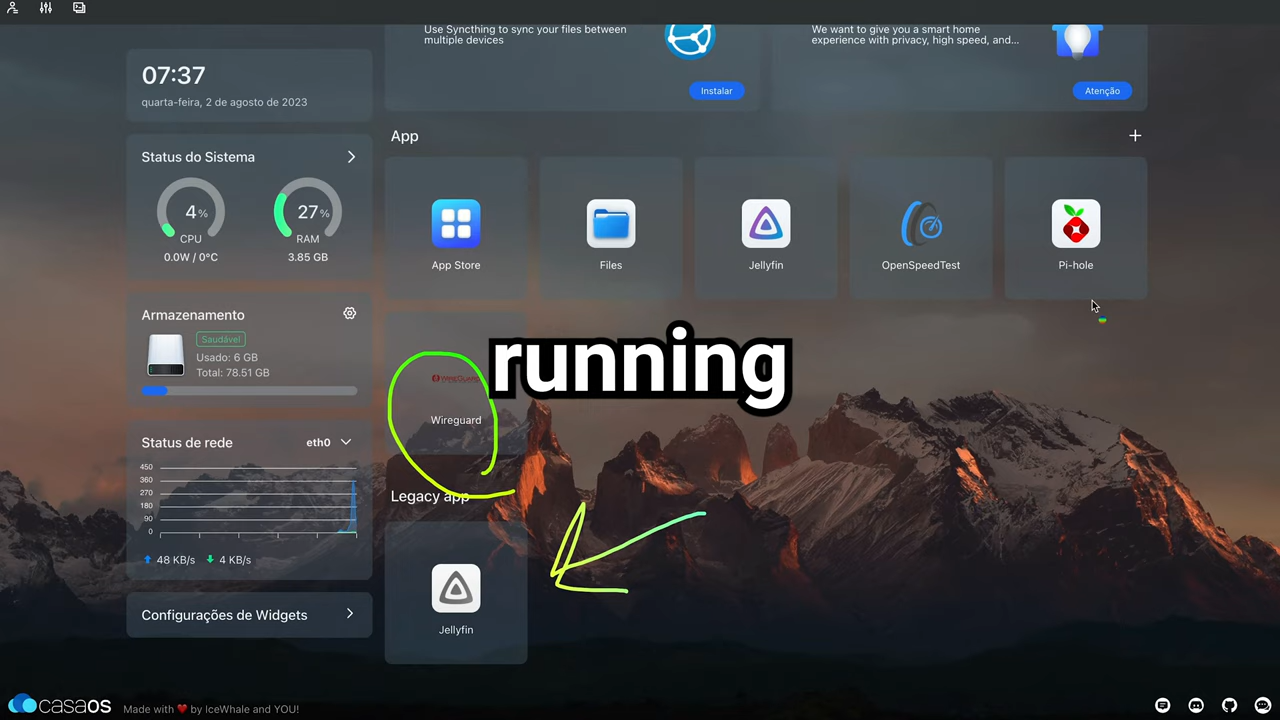 Use Syncthing to sync your files between
multiple devices
Instalar
We want to give you a smart home
experience with privacy, high speed, and...
Atenção
07:37
quarta-feira, 2 de agosto de 2023
Status do Sistema
4%
CPU
0.0W / 0°C
27%
RAM
3.85 GB
Armazenamento
Saudável
Usado: 6 GB
Total: 78.51 GB
Status de rede
eth0
450
360
270
180
90
0
48 KB/s
4 KB/s
Configurações de Widgets
App
App Store
Files
Jellyfin
OpenSpeedTest
Pi-hole
running
WIREGUARD
Wireguard
Legacy app
Jellyfin
casaOS
Made with ❤ by IceWhale and YOU!